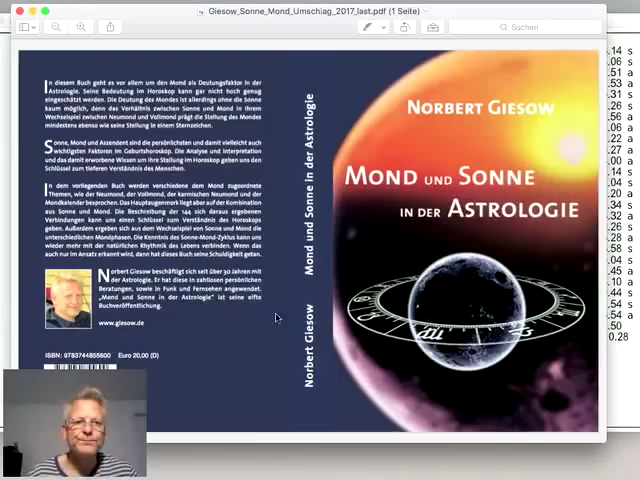 Giesow_Sonne_Mond_Umschlag_2017_last.pdf (1 Seite)
Suchen
In diesem Buch geht es vor allem um den Mond als Deutungsfaktor in der
Astrologie. Seine Bedeutung im Horoskop kann gar nicht hoch genug
eingeschätzt werden. Die Deutung des Mondes ist allerdings ohne die Sonne
kaum möglich, denn das Verhältnis zwischen Sonne und Mond in ihrem
Wechselspiel zwischen Neumond und Vollmond prägt die Stellung des Mondes
mindestens ebenso wie seine Stellung in einem Sternzeichen.
Sonne, Mond und Aszendent sind die persönlichsten und damit vielleicht auch
wichtigsten Faktoren im Geburtshoroskop. Die Analyse und Interpretation
und das damit erworbene Wissen um ihre Stellung im Horoskop geben uns den
Schlüssel zum tieferen Verständnis des Menschen.
In dem vorliegenden Buch werden verschiedene dem Mond zugeordnete
Themen, wie der Neumond, der Vollmond, der karmischen Neumond und der
Mondkalender besprochen. Das Hauptaugenmerk liegt aber auf der Kombination
aus Sonne und Mond. Die Beschreibung der 144 sich daraus ergebenen
Verbindungen kann uns einen Schlüssel zum Verständnis des Horoskops
geben. Außerdem ergeben sich aus dem Wechselspiel von Sonne und Mond die
unterschiedlichen Mondphasen. Die Kenntnis des Sonne-Mond-Zyklus kann uns
wieder mehr mit der natürlichen Rhythmik des Lebens verbinden. Wenn das
auch nur im Ansatz erkannt wird, dann hat dieses Buch seine Schuldigkeit getan.
Norbert Giesow beschäftigt sich seit über 30 Jahren mit
der Astrologie. Er hat diese in zahllosen persönlichen
Beratungen, sowie in Funk und Fernsehen angewendet.
„Mond und Sonne in der Astrologie" ist seine elfte
Buchveröffentlichung.
www.giesow.de
ISBN: 9783744855600 Euro 20,00 (D)
Norbert Giesow Mond und Sonne in der Astrologie
NORBERT GIESOW
MOND UND SONNE
IN DER ASTROLOGIE
.14 s
.06 s
.51 a
.53 a
.31 s
.26 s